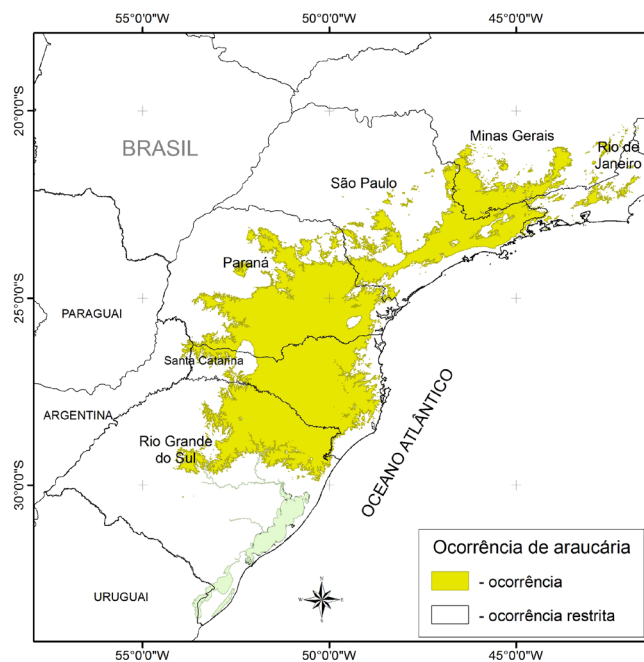 55°0'0"W
50°0'0"W
45°0'0"W
20°0'0"S
25°0'0"S
30°0'0"S
BRASIL
Minas Gerais
Rio de
Janeiro
São Paulo
Paraná
PARAGUAI
Santa Catarina
ARGENTINA
Rio Grande
do Sul
OCEANO ATLÂNTICO
URUGUAI
N
W
E
S
Ocorrência de araucária
- ocorrência
- ocorrência restrita
55°0'0"W
50°0'0"W
45°0'0"W